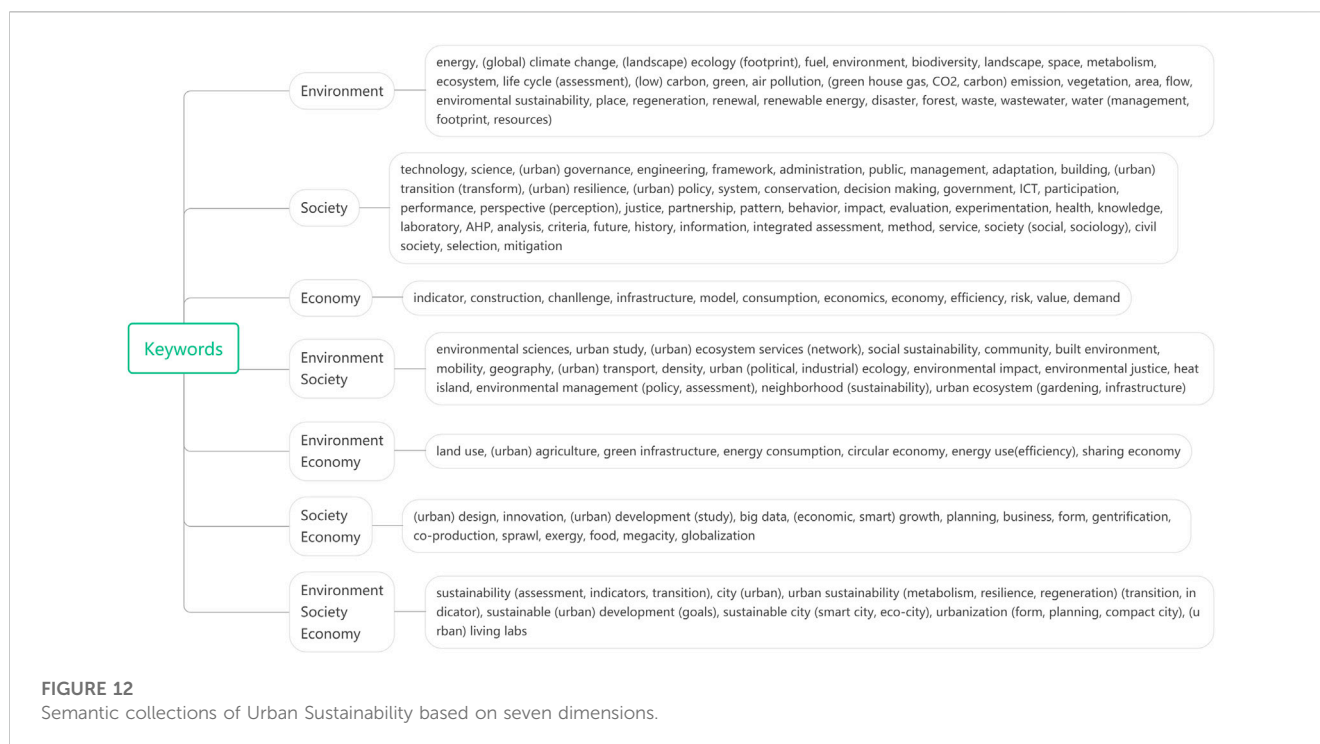 Keywords
Environment
energy, (global) climate change, (landscape) ecology (footprint), fuel, environment, biodiversity, landscape, space, metabolism,
ecosystem, life cycle (assessment), (low) carbon, green, air pollution, (green house gas, CO2, carbon) emission, vegetation, area, flow,
enviromental sustainability, place, regeneration, renewal, renewable energy, disaster, forest, waste, wastewater, water (management,
footprint, resources)
Society
technology, science, (urban) governance, engineering, framework, administration, public, management, adaptation, building, (urban)
transition (transform), (urban) resilience, (urban) policy, system, conservation, decision making, government, ICT, participation,
performance, perspective (perception), justice, partnership, pattern, behavior, impact, evaluation, experimentation, health, knowledge,
laboratory, AHP, analysis, criteria, future, history, information, integrated assessment, method, service, society (social, sociology), civil
society, selection, mitigation
Economy
indicator, construction, chanllenge, infrastructure, model, consumption, economics, economy, efficiency, risk, value, demand
Environment
Society
environmental sciences, urban study, (urban) ecosystem services (network), social sustainability, community, built environment,
mobility, geography, (urban) transport, density, urban (political, industrial) ecology, environmental impact, environmental justice, heat
island, environmental management (policy, assessment), neighborhood (sustainability), urban ecosystem (gardening, infrastructure)
Environment
Economy
land use, (urban) agriculture, green infrastructure, energy consumption, circular economy, energy use(efficiency), sharing economy
Society
Economy
(urban) design, innovation, (urban) development (study), big data, (economic, smart) growth, planning, business, form, gentrification,
co-production, sprawl, exergy, food, megacity, globalization
Environment
Society
Economy
sustainability (assessment, indicators, transition), city (urban), urban sustainability (metabolism, resilience, regeneration) (transition, in
dicator), sustainable (urban) development (goals), sustainable city (smart city, eco-city), urbanization (form, planning, compact city), (u
rban) living labs
FIGURE 12
Semantic collections of Urban Sustainability based on seven dimensions.